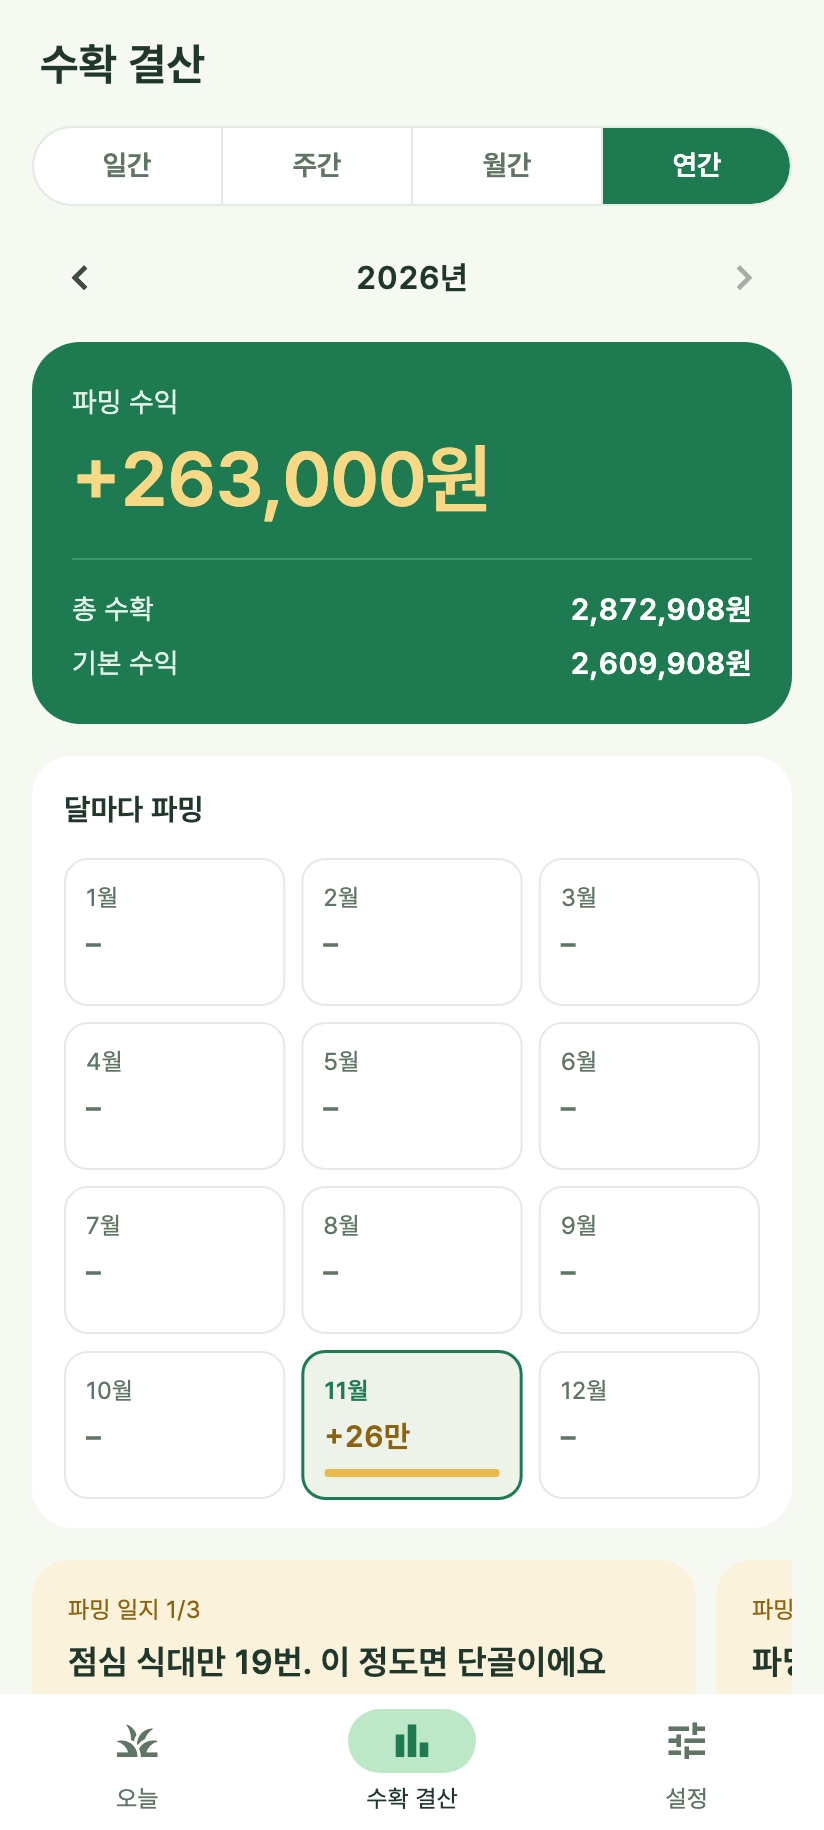 수확 결산
일간 주간 월간 연간
2026년
파밍 수익
+263,000원
총 수확 2,872,908원
기본 수익 2,609,908원
달마다 파밍
1월 2월 3월
– – –
4월 5월 6월
– – –
7월 8월 9월
– – –
10월 11월 12월
– +26만 –
파밍 일지 1/3 파밍
점심 식대만 19번. 이 정도면 단골이에요
오늘 수확 결산 설정